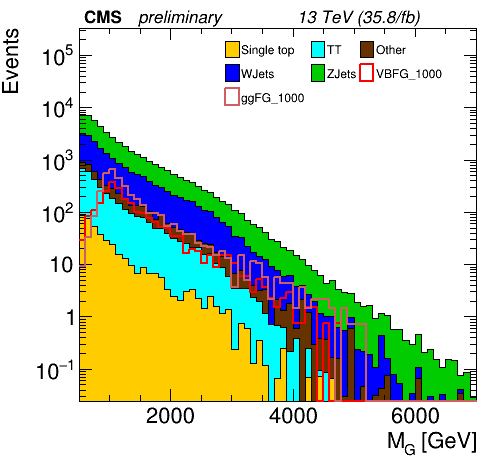 CMS preliminary 13 TeV (35.8/fb)
Events
Single top TT Other
WJets ZJets VBFG_1000
ggFG_1000
10^5
10^4
10^3
10^2
10
1
10^−1
2000 4000 6000
M_G [GeV]